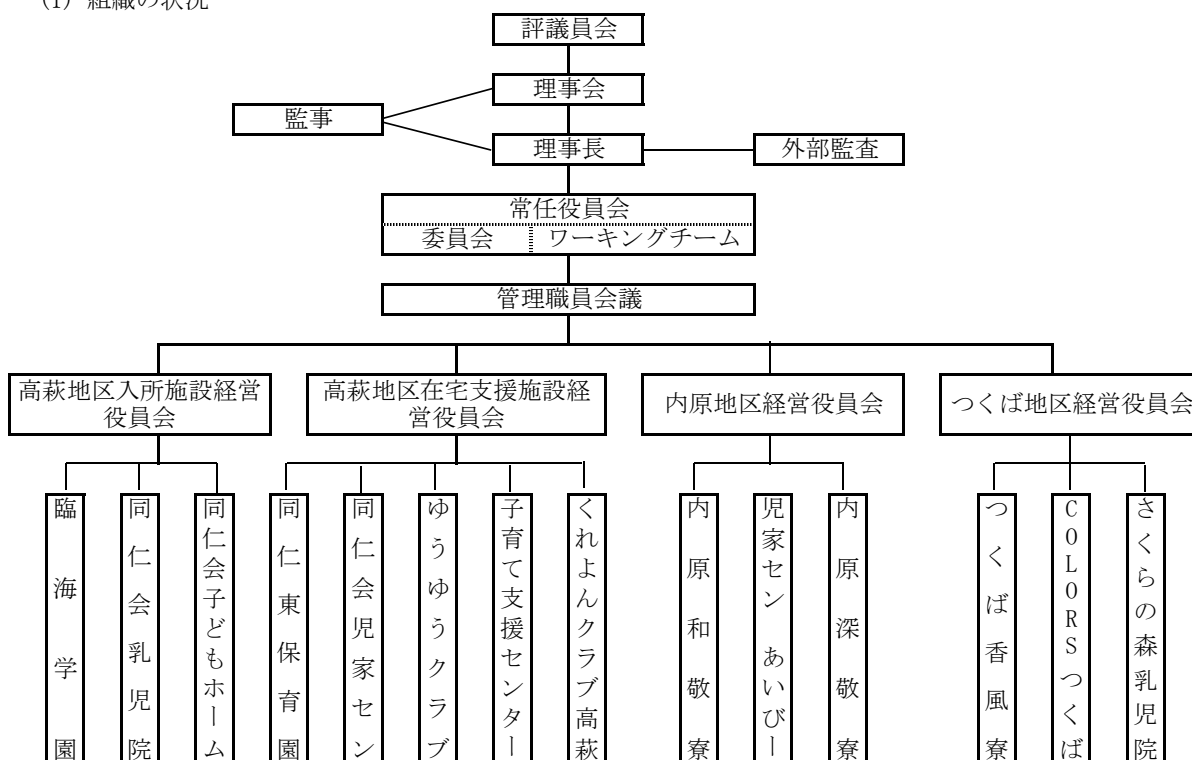 (1) 組織の状況
評議員会
理事会
監事
理事長
外部監査
常任役員会
委員会
ワーキングチーム
管理職員会議
高萩地区入所施設経営
役員会
高萩地区在宅支援施設経
営役員会
内原地区経営役員会
つくば地区経営役員会
臨海学園
同仁会乳児院
同仁会子どもホーム
同仁東保育園
同仁会児家セン
ゆうゆうクラブ
子育て支援センター
くれよんクラブ高萩
内原和敬寮
児家セン あいびー
内原深敬寮
つくば香風寮
COLORSつくば
さくらの森乳児院